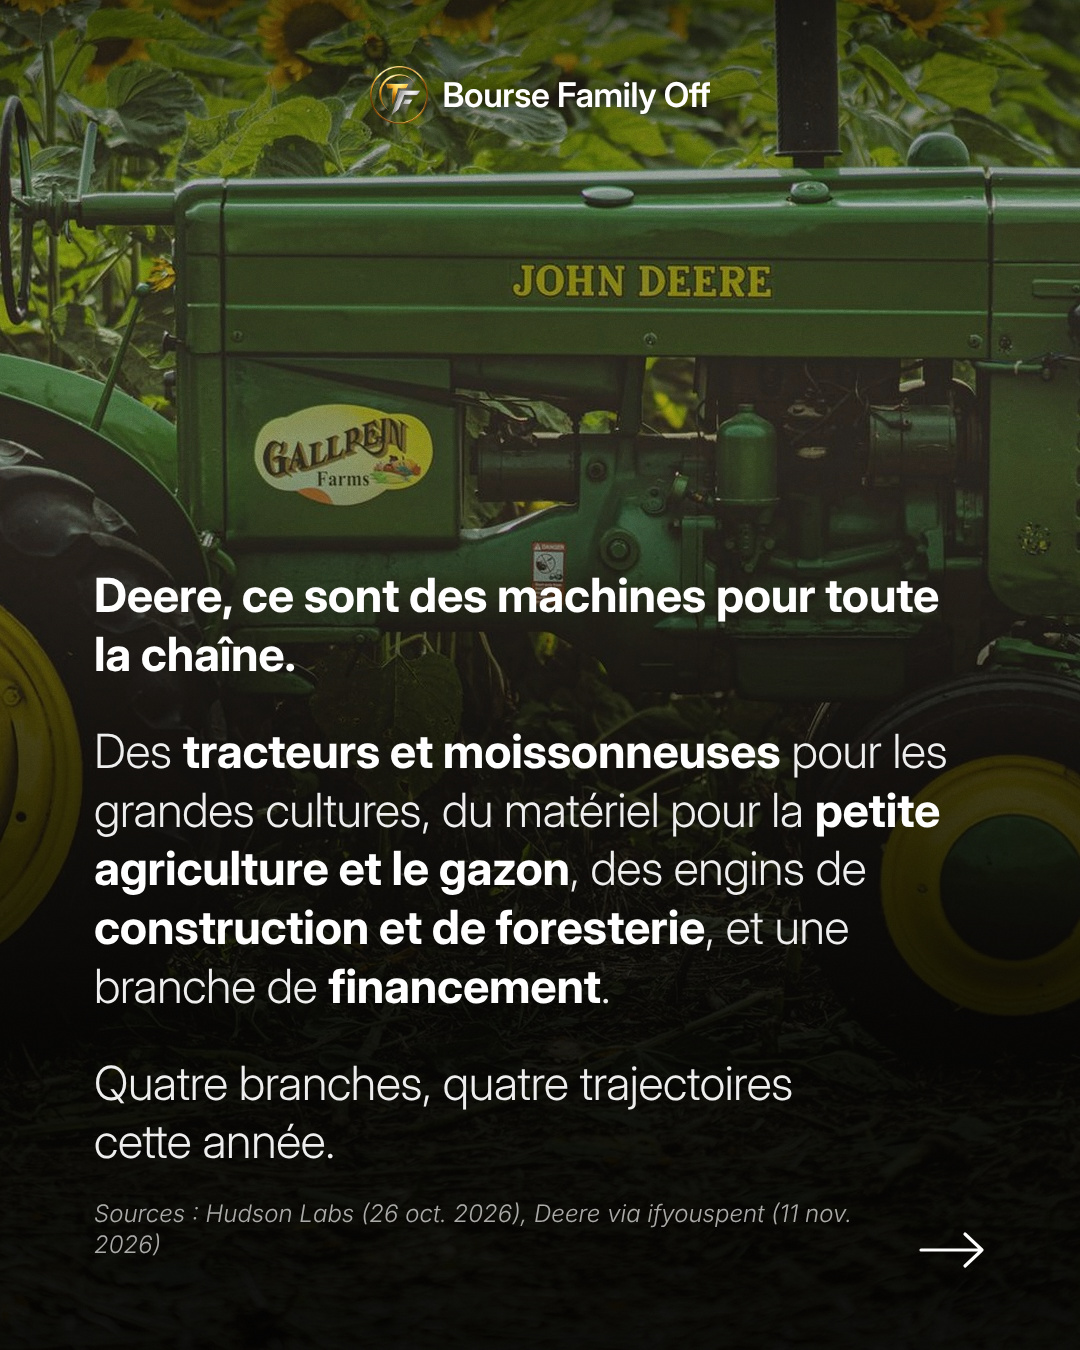 Bourse Family Off
JOHN DEERE
GALLREIN
Farms
DANGER
Deere, ce sont des machines pour toute
la chaîne.
Des tracteurs et moissonneuses pour les
grandes cultures, du matériel pour la petite
agriculture et le gazon, des engins de
construction et de foresterie, et une
branche de financement.
Quatre branches, quatre trajectoires
cette année.
Sources : Hudson Labs (26 oct. 2026), Deere via ifyouspent (11 nov.
2026)